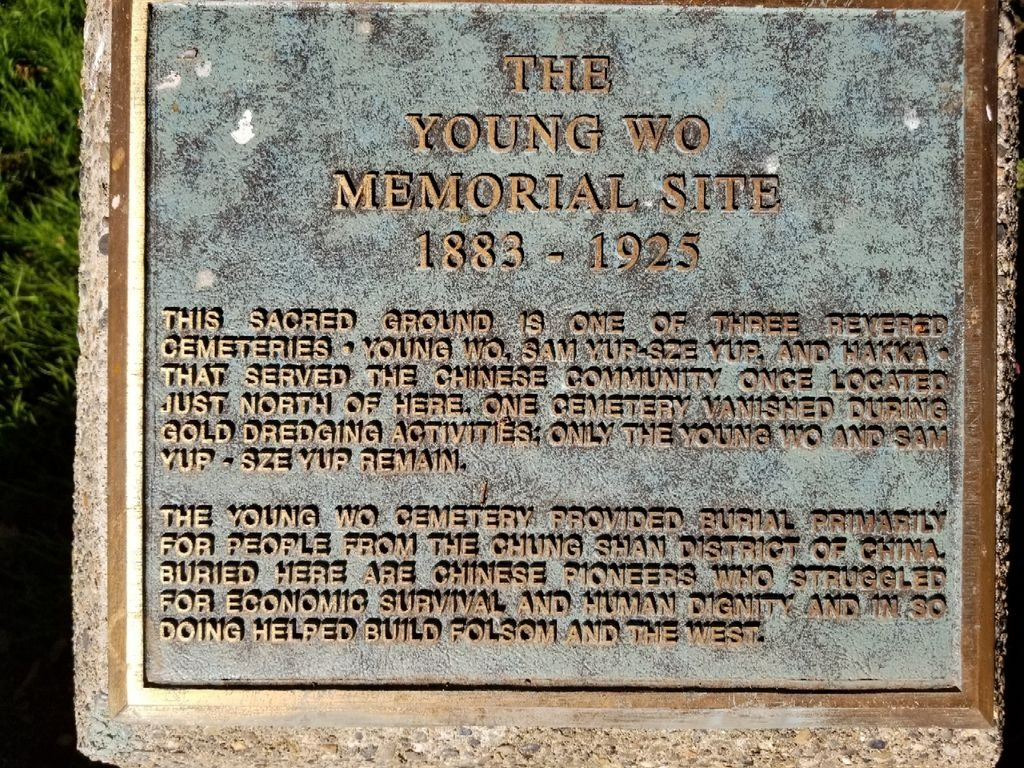 THE
YOUNG WO
MEMORIAL SITE
1883 - 1925
THIS SACRED GROUND IS ONE OF THREE REVERED
CEMETERIES • YOUNG WO, SAM YUP-SZE YUP, AND HAKKA •
THAT SERVED THE CHINESE COMMUNITY ONCE LOCATED
JUST NORTH OF HERE. ONE CEMETERY VANISHED DURING
GOLD DREDGING ACTIVITIES; ONLY THE YOUNG WO AND SAM
YUP - SZE YUP REMAIN.
THE YOUNG WO CEMETERY PROVIDED BURIAL PRIMARILY
FOR PEOPLE FROM THE CHUNG SHAN DISTRICT OF CHINA.
BURIED HERE ARE CHINESE PIONEERS WHO STRUGGLED
FOR ECONOMIC SURVIVAL AND HUMAN DIGNITY AND IN SO
DOING HELPED BUILD FOLSOM AND THE WEST.